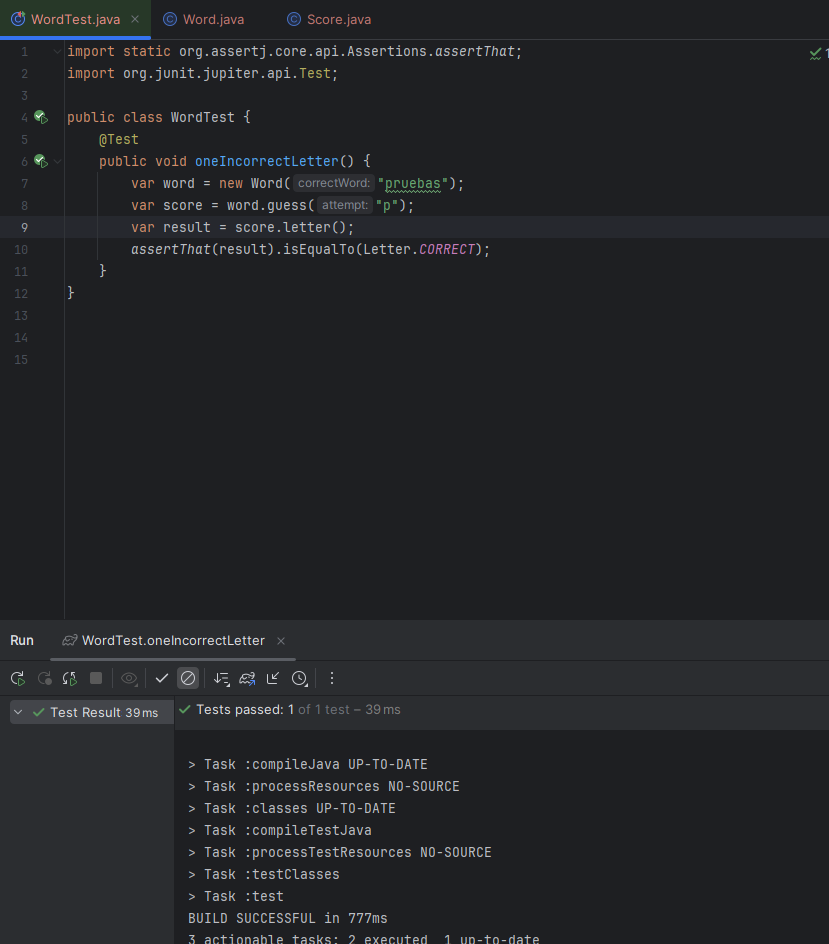 WordTest.java
Word.java
Score.java
1 import static org.assertj.core.api.Assertions.assertThat;
2 import org.junit.jupiter.api.Test;
3
4 public class WordTest {
5 @Test
6 public void oneIncorrectLetter() {
7 var word = new Word( correctWord: "pruebas");
8 var score = word.guess( attempt: "p");
9 var result = score.letter();
10 assertThat(result).isEqualTo(Letter.CORRECT);
11 }
12 }
13
14
15
Run WordTest.oneIncorrectLetter
Test Result 39 ms
Tests passed: 1 of 1 test – 39 ms
> Task :compileJava UP-TO-DATE
> Task :processResources NO-SOURCE
> Task :classes UP-TO-DATE
> Task :compileTestJava
> Task :processTestResources NO-SOURCE
> Task :testClasses
> Task :test
BUILD SUCCESSFUL in 777ms
3 actionable tasks: 2 executed, 1 up-to-date